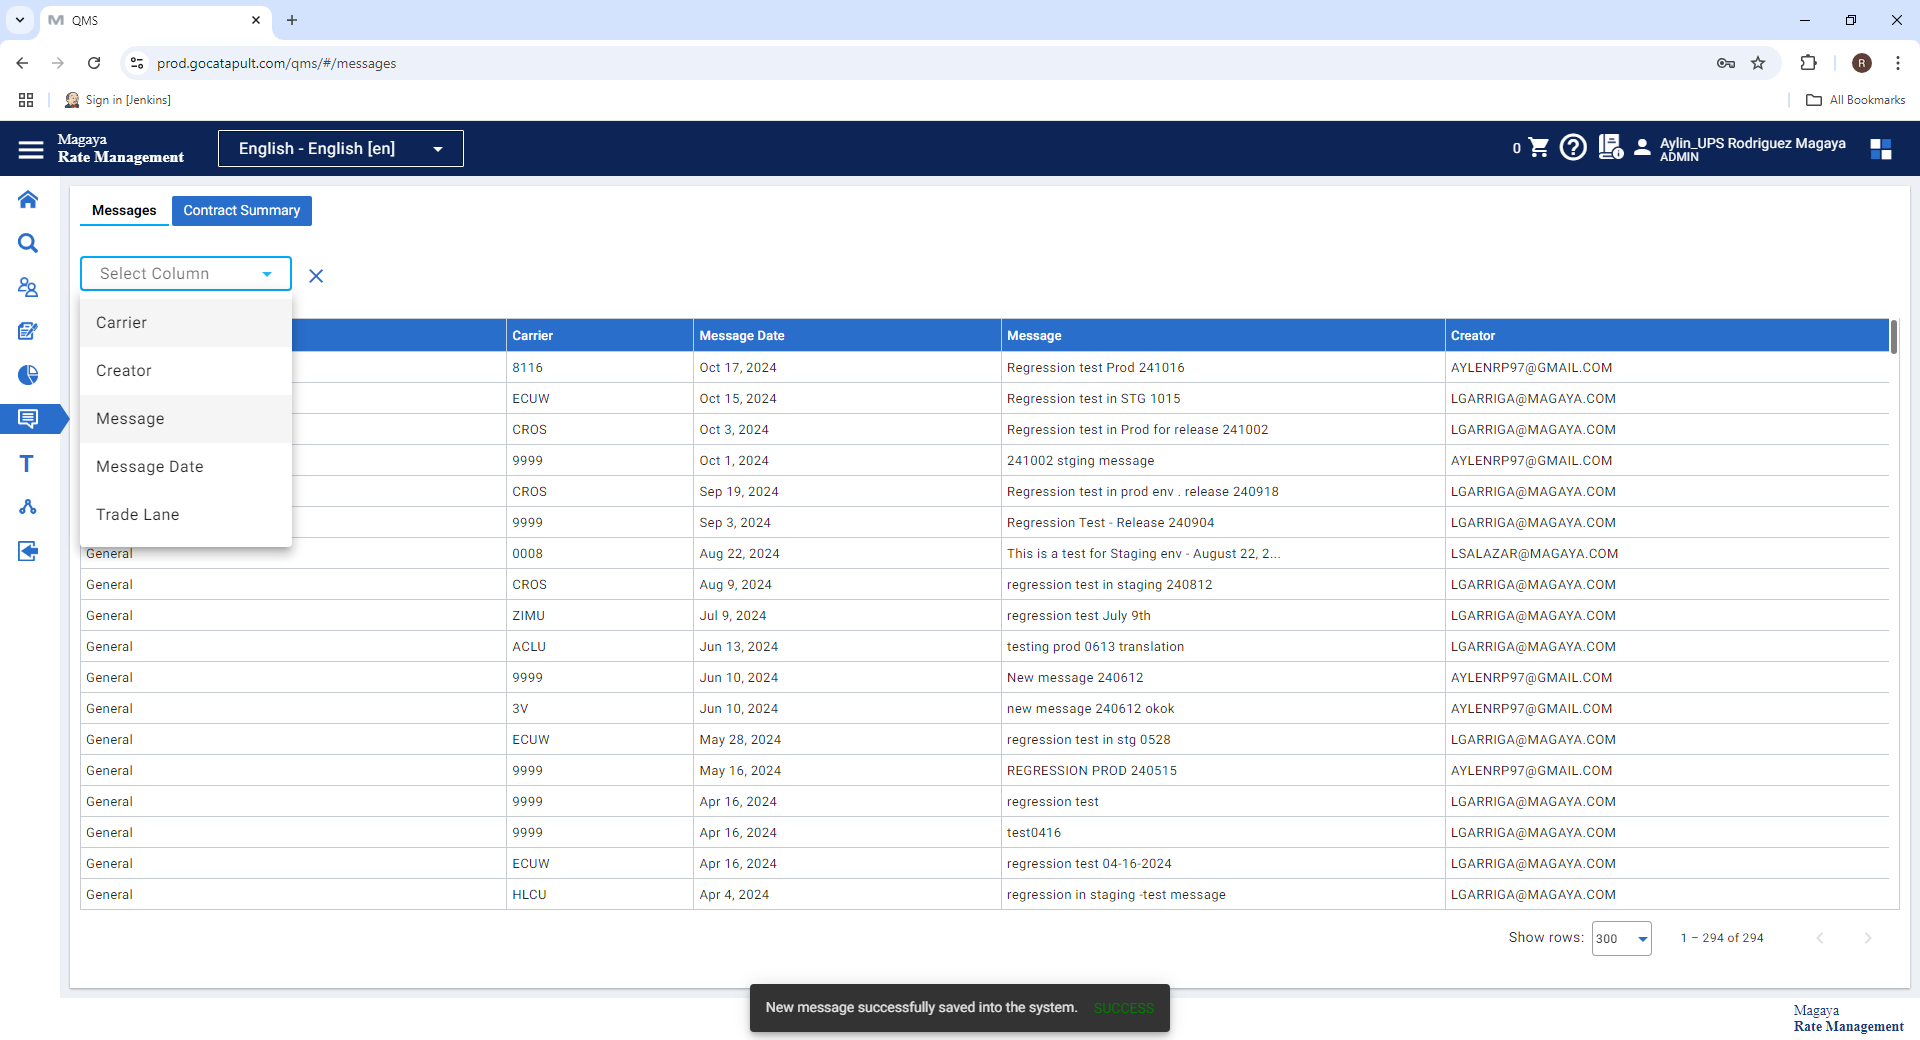 QMS
prod.gocatapult.com/qms/#/messages
R
Sign in [Jenkins]
All Bookmarks
Magaya
Rate Management
English - English [en]
0
Aylin_UPS Rodriguez Magaya
ADMIN
Messages
Contract Summary
Select Column
Carrier
Creator
Message
Message Date
Trade Lane
Carrier Message Date Message Creator
8116 Oct 17, 2024 Regression test Prod 241016 AYLENRP97@GMAIL.COM
ECUW Oct 15, 2024 Regression test in STG 1015 LGARRIGA@MAGAYA.COM
CROS Oct 3, 2024 Regression test in Prod for release 241002 LGARRIGA@MAGAYA.COM
9999 Oct 1, 2024 241002 stging message AYLENRP97@GMAIL.COM
CROS Sep 19, 2024 Regression test in prod env . release 240918 LGARRIGA@MAGAYA.COM
9999 Sep 3, 2024 Regression Test - Release 240904 LGARRIGA@MAGAYA.COM
General 0008 Aug 22, 2024 This is a test for Staging env - August 22, 2... LSALAZAR@MAGAYA.COM
General CROS Aug 9, 2024 regression test in staging 240812 LGARRIGA@MAGAYA.COM
General ZIMU Jul 9, 2024 regression test July 9th LGARRIGA@MAGAYA.COM
General ACLU Jun 13, 2024 testing prod 0613 translation LGARRIGA@MAGAYA.COM
General 9999 Jun 10, 2024 New message 240612 AYLENRP97@GMAIL.COM
General 3V Jun 10, 2024 new message 240612 okok AYLENRP97@GMAIL.COM
General ECUW May 28, 2024 regression test in stg 0528 LGARRIGA@MAGAYA.COM
General 9999 May 16, 2024 REGRESSION PROD 240515 AYLENRP97@GMAIL.COM
General 9999 Apr 16, 2024 regression test LGARRIGA@MAGAYA.COM
General 9999 Apr 16, 2024 test0416 LGARRIGA@MAGAYA.COM
General ECUW Apr 16, 2024 regression test 04-16-2024 LGARRIGA@MAGAYA.COM
General HLCU Apr 4, 2024 regression in staging -test message LGARRIGA@MAGAYA.COM
Show rows: 300 1 – 294 of 294
New message successfully saved into the system. SUCCESS
Magaya
Rate Management